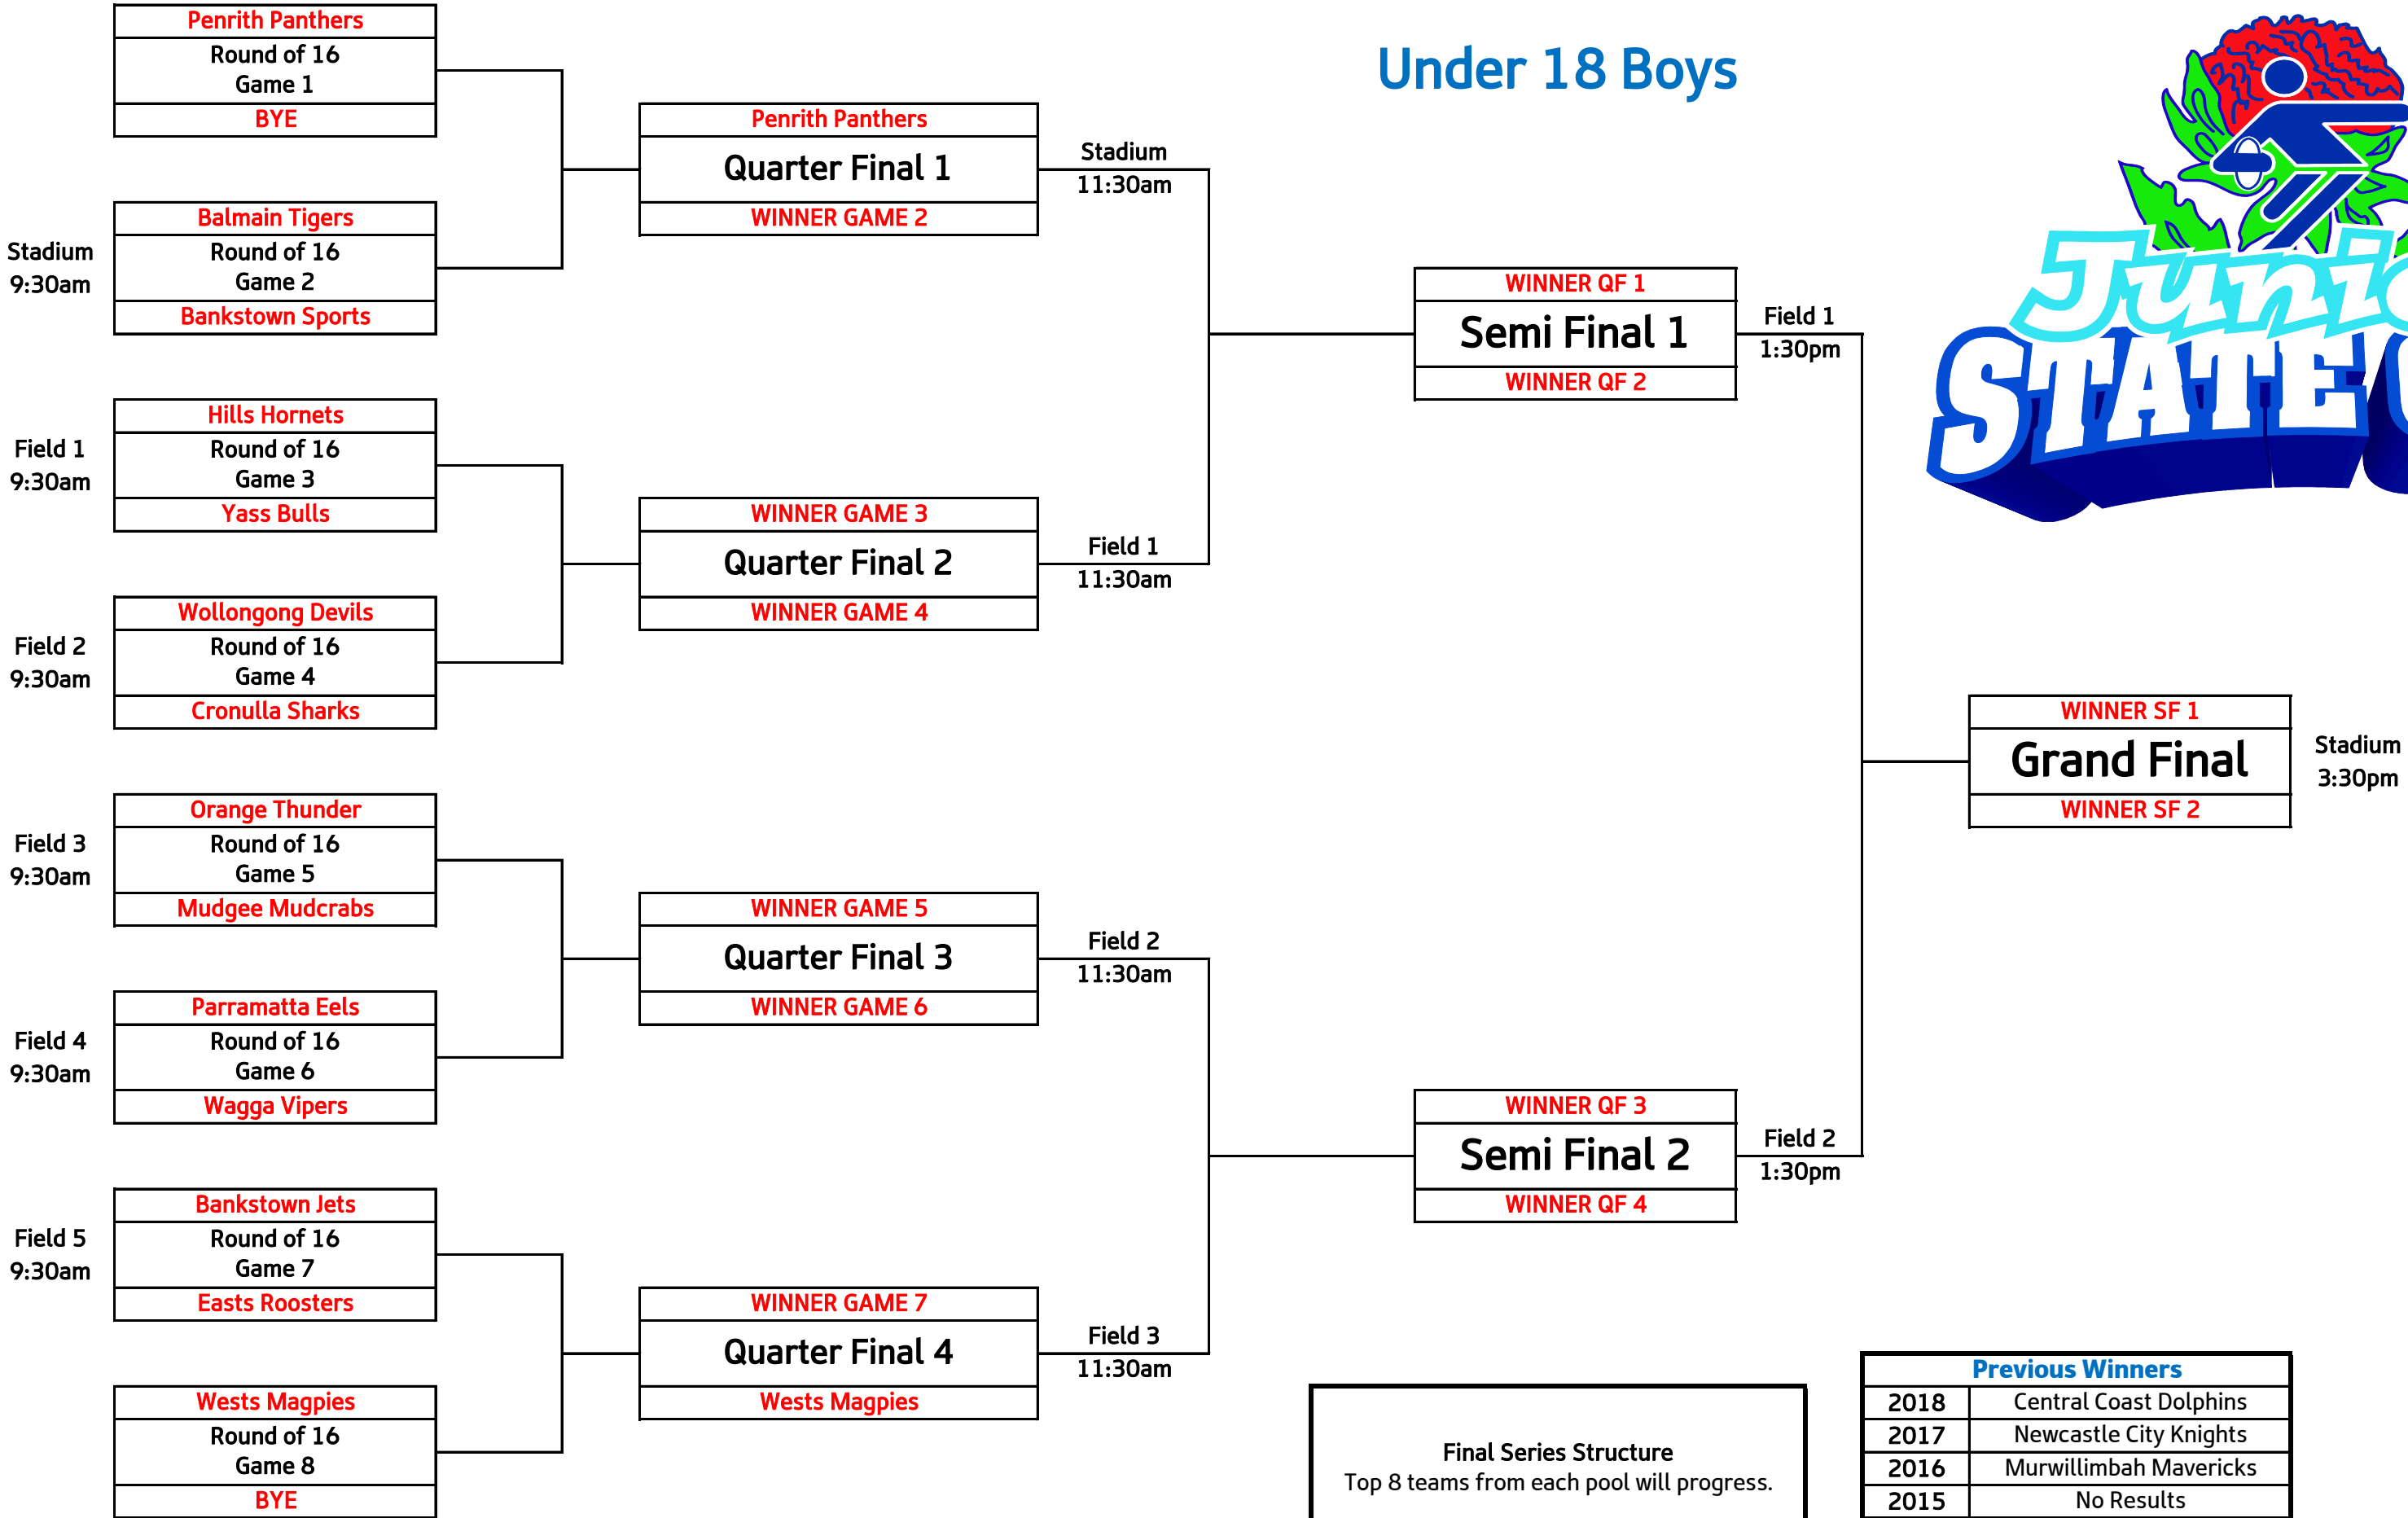 Under 18 Boys
Penrith Panthers
Round of 16
Game 1
BYE
Stadium
9:30am
Balmain Tigers
Round of 16
Game 2
Bankstown Sports
Field 1
9:30am
Hills Hornets
Round of 16
Game 3
Yass Bulls
Field 2
9:30am
Wollongong Devils
Round of 16
Game 4
Cronulla Sharks
Field 3
9:30am
Orange Thunder
Round of 16
Game 5
Mudgee Mudcrabs
Field 4
9:30am
Parramatta Eels
Round of 16
Game 6
Wagga Vipers
Field 5
9:30am
Bankstown Jets
Round of 16
Game 7
Easts Roosters
Wests Magpies
Round of 16
Game 8
BYE
Penrith Panthers
Quarter Final 1
WINNER GAME 2
Stadium
11:30am
WINNER GAME 3
Quarter Final 2
WINNER GAME 4
Field 1
11:30am
WINNER GAME 5
Quarter Final 3
WINNER GAME 6
Field 2
11:30am
WINNER GAME 7
Quarter Final 4
Wests Magpies
Field 3
11:30am
WINNER QF 1
Semi Final 1
WINNER QF 2
Field 1
1:30pm
WINNER QF 3
Semi Final 2
WINNER QF 4
Field 2
1:30pm
WINNER SF 1
Grand Final
WINNER SF 2
Stadium
3:30pm
STATE
Final Series Structure
Top 8 teams from each pool will progress.
Previous Winners
2018 Central Coast Dolphins
2017 Newcastle City Knights
2016 Murwillimbah Mavericks
2015 No Results